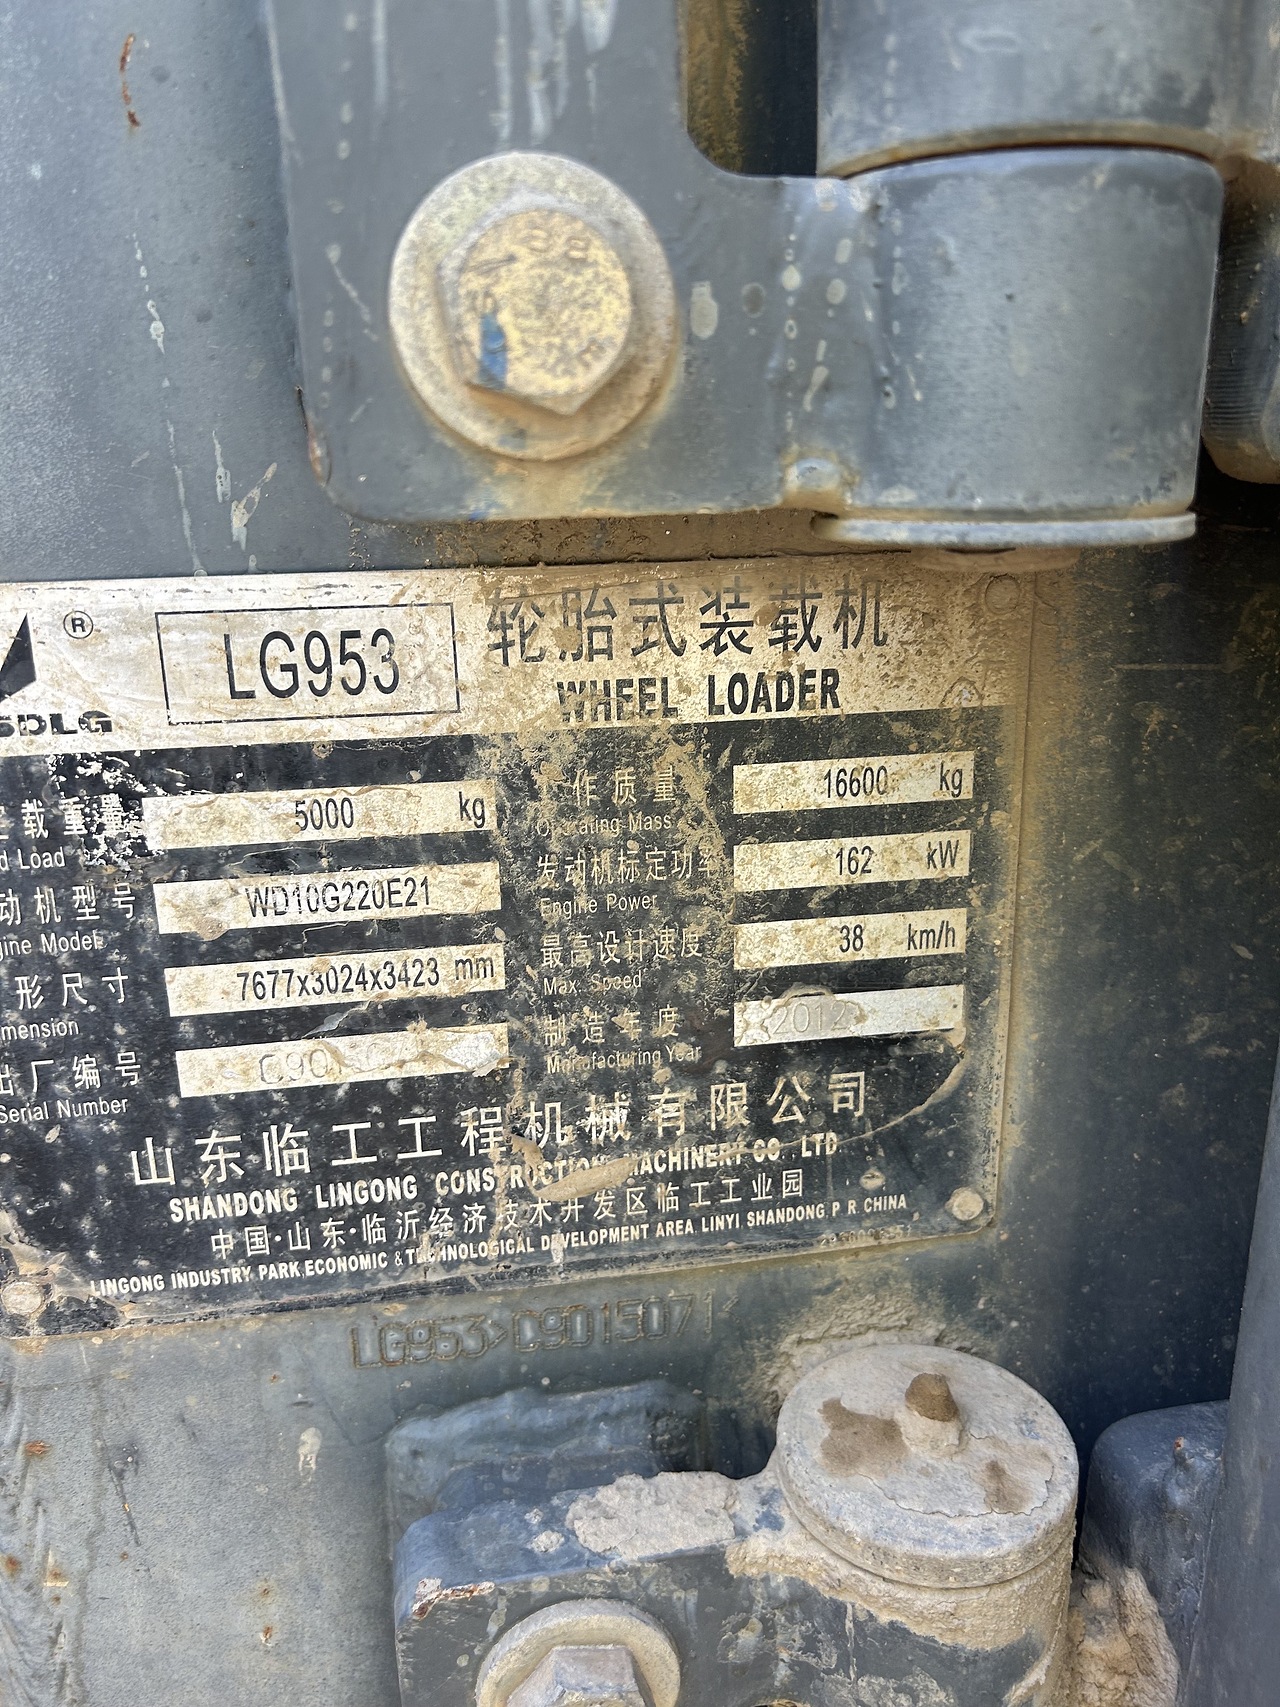 ®
SDLG
LG953
轮胎式装载机
WHEEL LOADER
载重量 5000 kg
Load
作质量 16600 kg
Operating Mass
动机型号 WD10G220E21
Engine Model
发动机标定功率 162 kW
Engine Power
形尺寸 7677x3024x3423 mm
Dimension
最高设计速度 38 km/h
Max. Speed
出厂编号
Serial Number
制造年度 2012
Manufacturing Year
山东临工工程机械有限公司
SHANDONG LINGONG CONSTRUCTION MACHINERY CO.,LTD
中国·山东·临沂经济技术开发区临工工业园
LINGONG INDUSTRY PARK,ECONOMIC & TECHNOLOGICAL DEVELOPMENT AREA, LINYI SHANDONG, P. R. CHINA
LG953>C9015071<
8.8